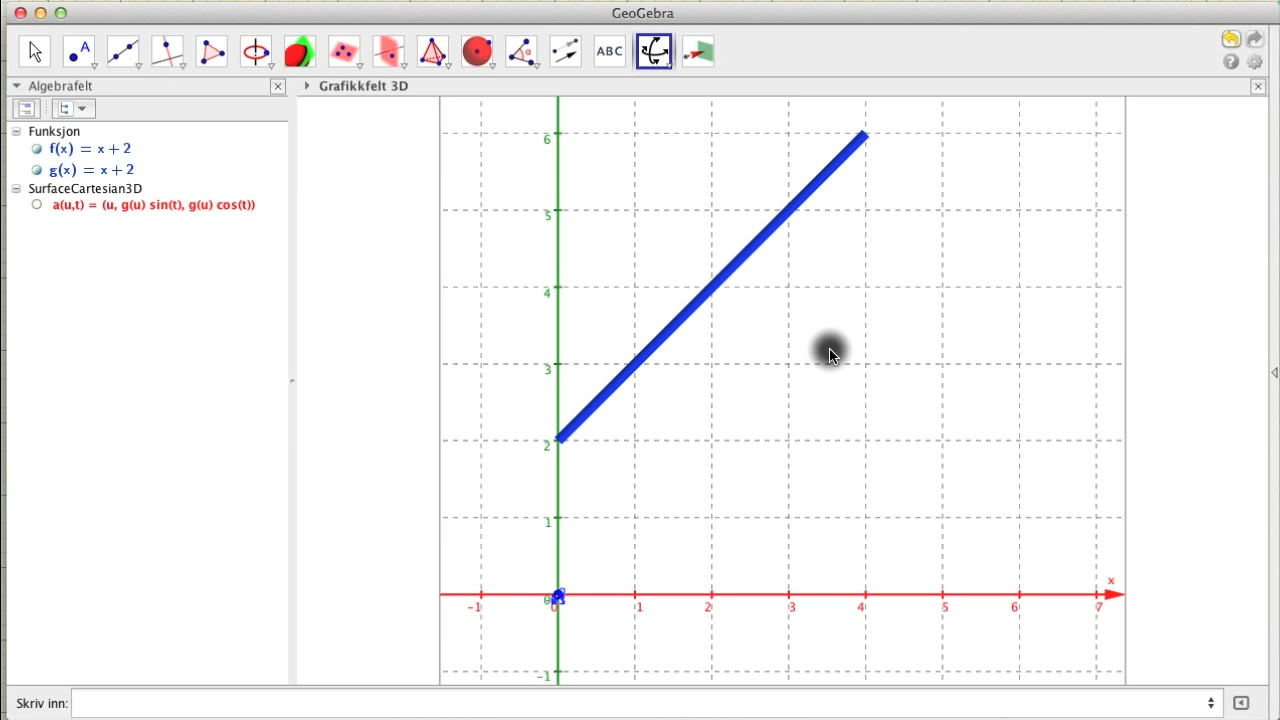 GeoGebra
A
α
ABC
Algebrafelt
Grafikkfelt 3D
Funksjon
f(x) = x + 2
g(x) = x + 2
SurfaceCartesian3D
a(u,t) = (u, g(u) sin(t), g(u) cos(t))
6
5
4
3
2
1
0
-1
x
-1 0 1 2 3 4 5 6 7
Skriv inn: